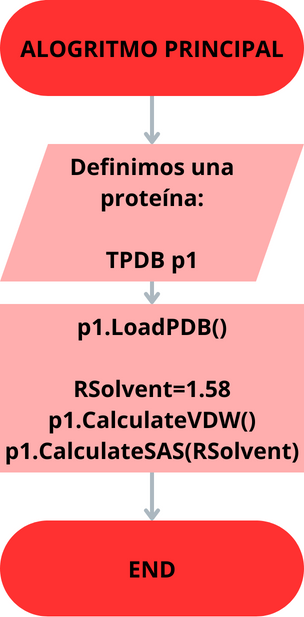 ALOGRITMO PRINCIPAL
Definimos una
proteína:
TPDB p1
p1.LoadPDB()
RSolvent=1.58
p1.CalculateVDW()
p1.CalculateSAS(RSolvent)
END